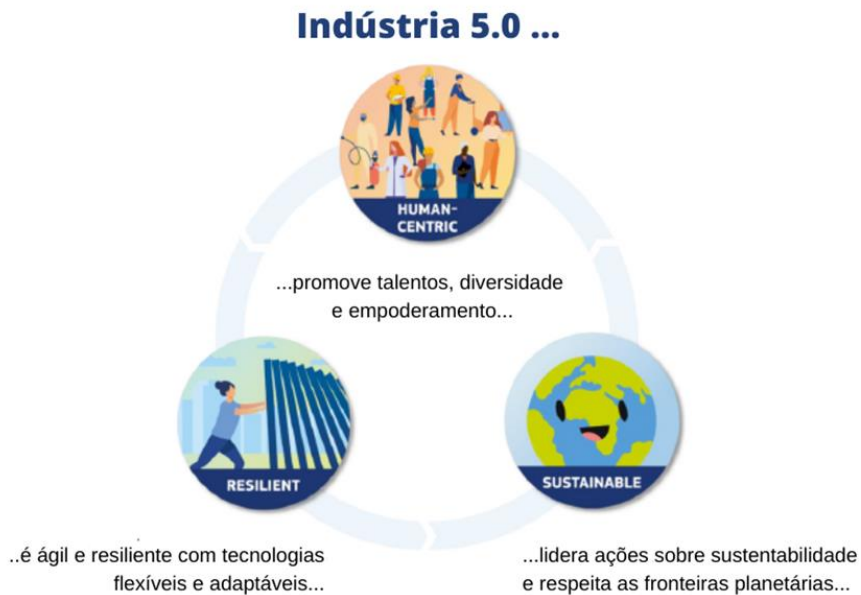 Indústria 5.0 ...
HUMAN-
CENTRIC
...promove talentos, diversidade
e empoderamento...
RESILIENT
SUSTAINABLE
..é ágil e resiliente com tecnologias
flexíveis e adaptáveis...
...lidera ações sobre sustentabilidade
e respeita as fronteiras planetárias...